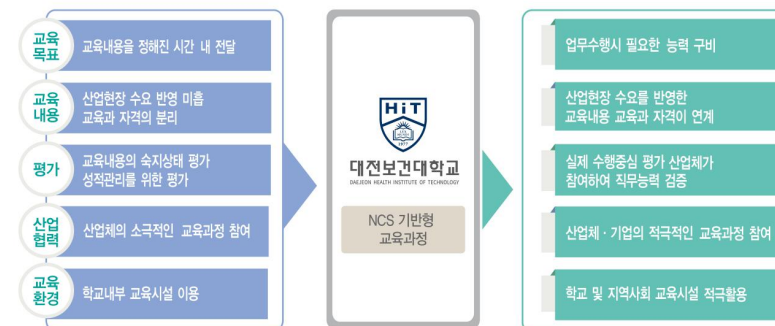 교육
목표
교육내용을 정해진 시간 내 전달
교육
내용
산업현장 수요 반영 미흡
교육과 자격의 분리
평가
교육내용의 숙지상태 평가
성적관리를 위한 평가
산업
협력
산업체의 소극적인 교육과정 참여
교육
환경
학교내부 교육시설 이용
HiT
1977
대전보건대학교
DAEJEON HEALTH INSTITUTE OF TECHNOLOGY
NCS 기반형
교육과정
업무수행시 필요한 능력 구비
산업현장 수요를 반영한
교육내용 교육과 자격이 연계
실제 수행중심 평가 산업체가
참여하여 직무능력 검증
산업체 · 기업의 적극적인 교육과정 참여
학교 및 지역사회 교육시설 적극활용